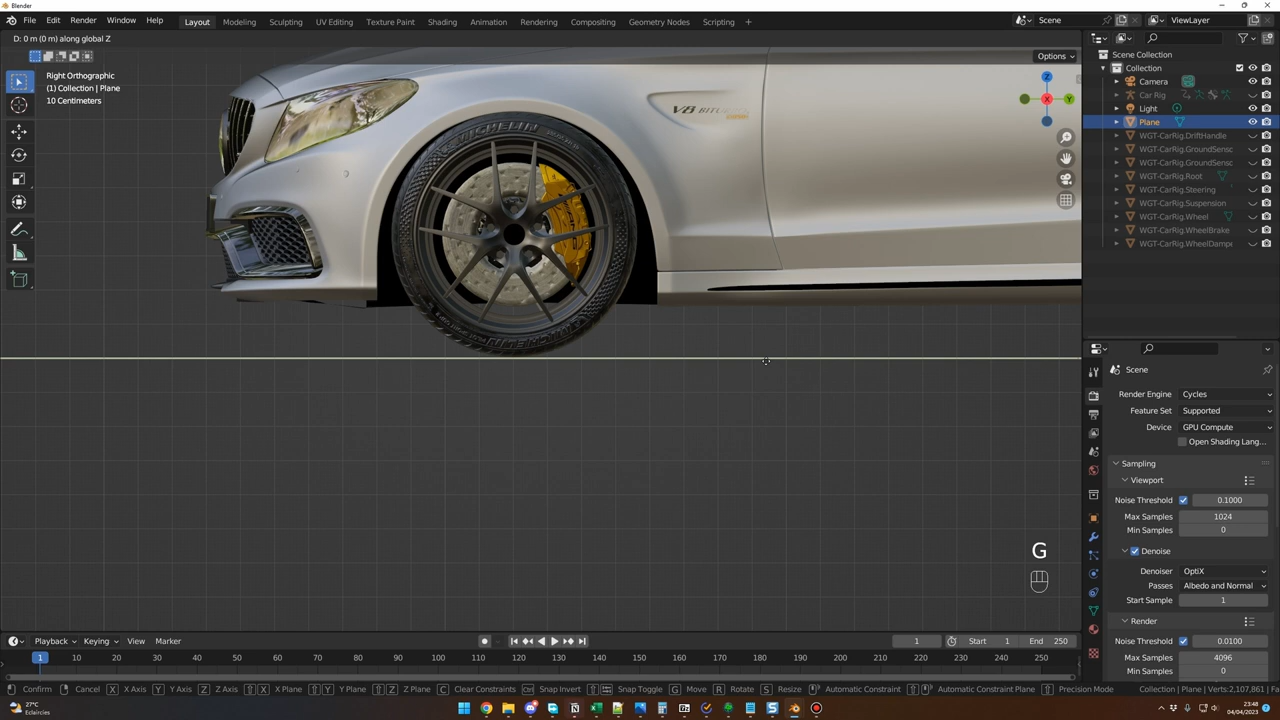 Blender
File Edit Render Window Help Layout Modeling Sculpting UV Editing Texture Paint Shading Animation Rendering Compositing Geometry Nodes Scripting + Scene ViewLayer
D: 0 m (0 m) along global Z
Options
Right Orthographic
(1) Collection | Plane
10 Centimeters
Z
X
Y
V8 BITURBO
MICHELIN
MICHELIN
G
Scene Collection
Collection
Camera
Car Rig
Light
Plane
WGT-CarRig.DriftHandle
WGT-CarRig.GroundSensc
WGT-CarRig.GroundSensc
WGT-CarRig.Root
WGT-CarRig.Steering
WGT-CarRig.Suspension
WGT-CarRig.Wheel
WGT-CarRig.WheelBrake
WGT-CarRig.WheelDampe
Scene
Render Engine Cycles
Feature Set Supported
Device GPU Compute
Open Shading Lang...
Sampling
Viewport
Noise Threshold 0.1000
Max Samples 1024
Min Samples 0
Denoise
Denoiser OptiX
Passes Albedo and Normal
Start Sample 1
Render
Noise Threshold 0.0100
Max Samples 4096
Min Samples 0
Playback Keying View Marker 1 Start 1 End 250
1 10 20 30 40 50 60 70 80 90 100 110 120 130 140 150 160 170 180 190 200 210 220 230 240 250
Confirm Cancel X X Axis Y Y Axis Z Z Axis X X Plane Y Y Plane Z Z Plane C Clear Constraints Ctrl Snap Invert Snap Toggle G Move R Rotate S Resize Automatic Constraint Automatic Constraint Plane Precision Mode Collection | Plane | Verts:2,107,861 | Fa
27°C
Eclaircies
23:48
04/04/2023